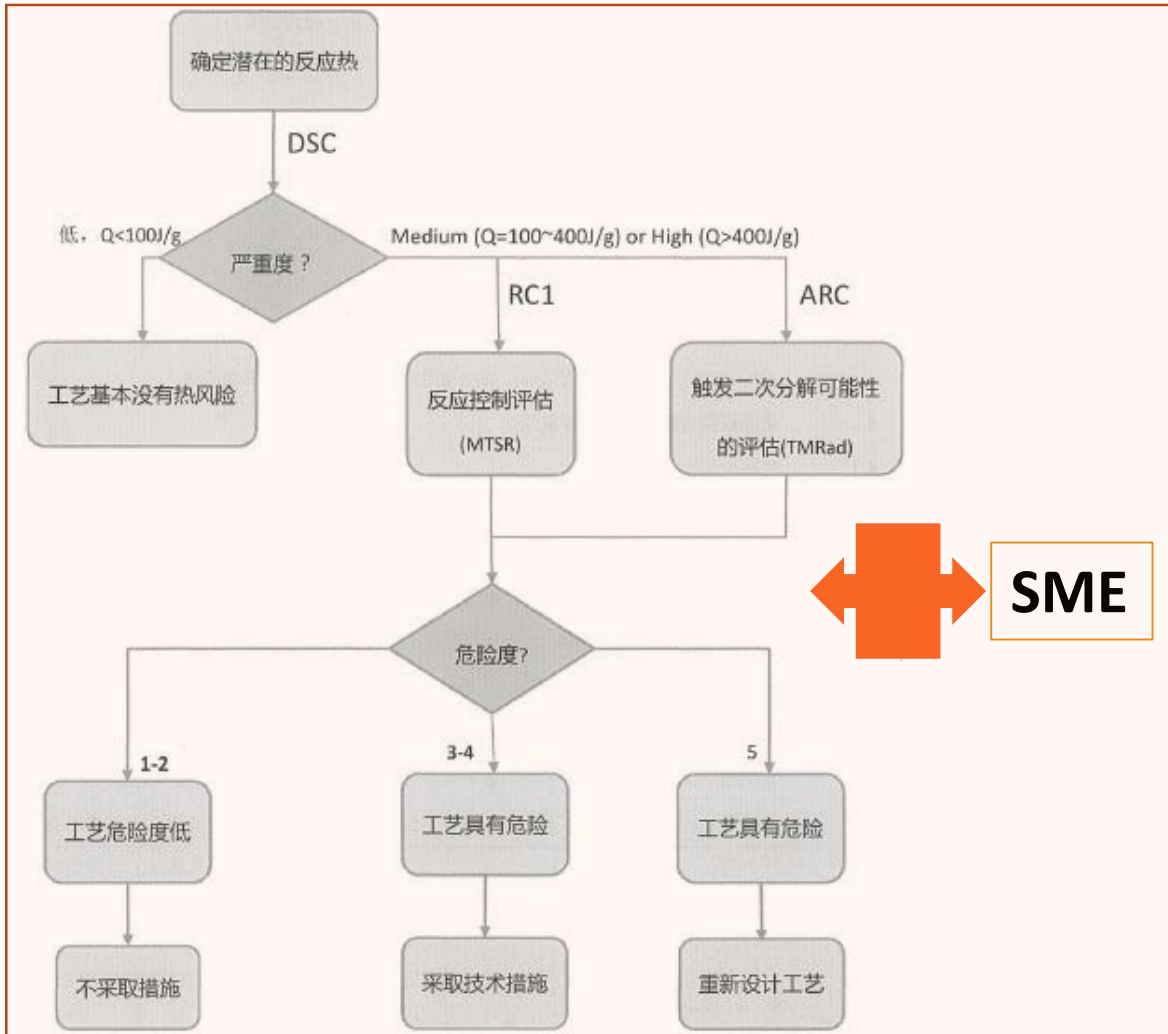 确定潜在的反应热
DSC
低，Q<100J/g
Medium (Q=100~400J/g) or High (Q>400J/g)
严重度？
RC1
ARC
工艺基本没有热风险
反应控制评估
(MTSR)
触发二次分解可能性
的评估(TMRad)
SME
危险度?
1-2
3-4
5
工艺危险度低
工艺具有危险
工艺具有危险
不采取措施
采取技术措施
重新设计工艺